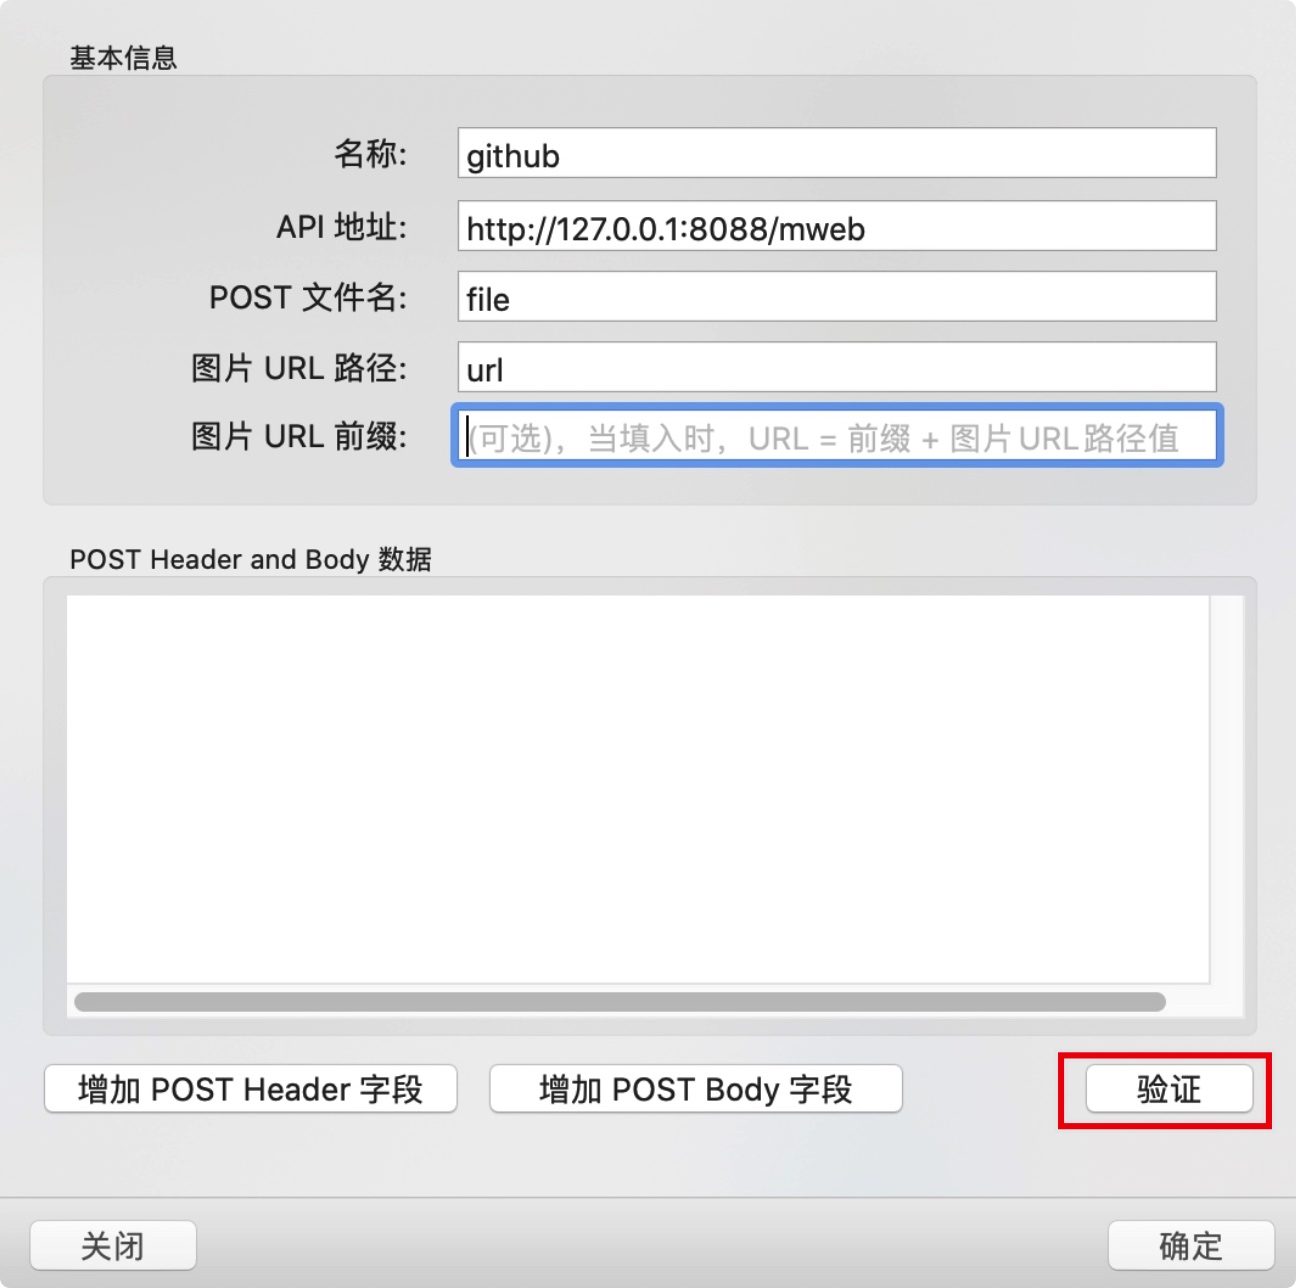 基本信息
名称: github
API 地址: http://127.0.0.1:8088/mweb
POST 文件名: file
图片 URL 路径: url
图片 URL 前缀: (可选)，当填入时，URL = 前缀 + 图片URL路径值
POST Header and Body 数据
增加 POST Header 字段 增加 POST Body 字段 验证
关闭 确定